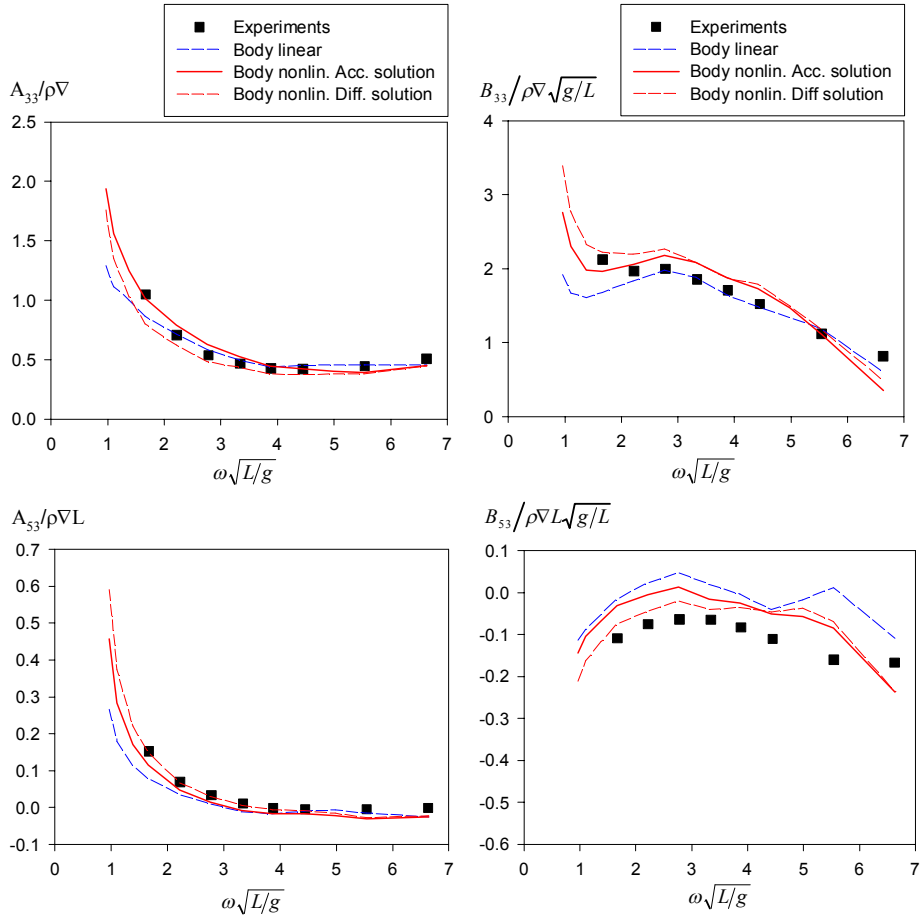 Experiments
Body linear
Body nonlin. Acc. solution
Body nonlin. Diff. solution
A₃₃/ρ∇
2.5
2.0
1.5
1.0
0.5
0.0
0 1 2 3 4 5 6 7
ω√L/g
Experiments
Body linear
Body nonlin. Acc. solution
Body nonlin. Diff solution
B₃₃/ρ∇√g/L
4
3
2
1
0
0 1 2 3 4 5 6 7
ω√L/g
A₅₃/ρ∇L
0.7
0.6
0.5
0.4
0.3
0.2
0.1
0.0
-0.1
0 1 2 3 4 5 6 7
ω√L/g
B₅₃/ρ∇L√g/L
0.1
0.0
-0.1
-0.2
-0.3
-0.4
-0.5
-0.6
0 1 2 3 4 5 6 7
ω√L/g